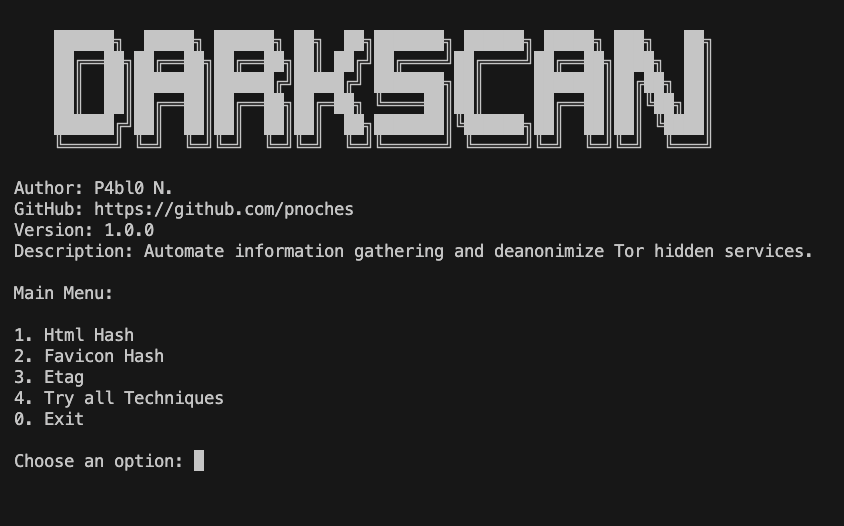 DARKSCAN
Author: P4bl0 N.
GitHub: https://github.com/pnoches
Version: 1.0.0
Description: Automate information gathering and deanonimize Tor hidden services.
Main Menu:
1. Html Hash
2. Favicon Hash
3. Etag
4. Try all Techniques
0. Exit
Choose an option: